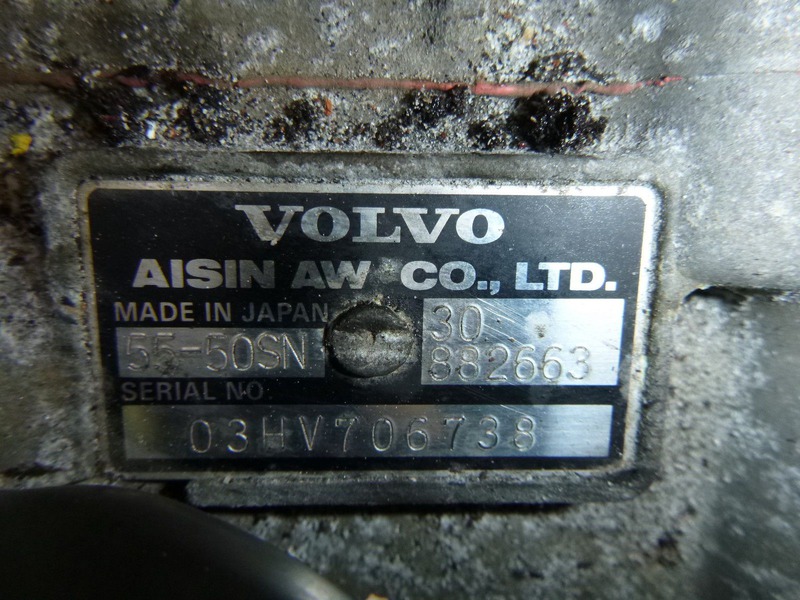 VOLVO
AISIN AW CO., LTD.
MADE IN JAPAN
55-50SN
30
882663
SERIAL NO
03HV706738